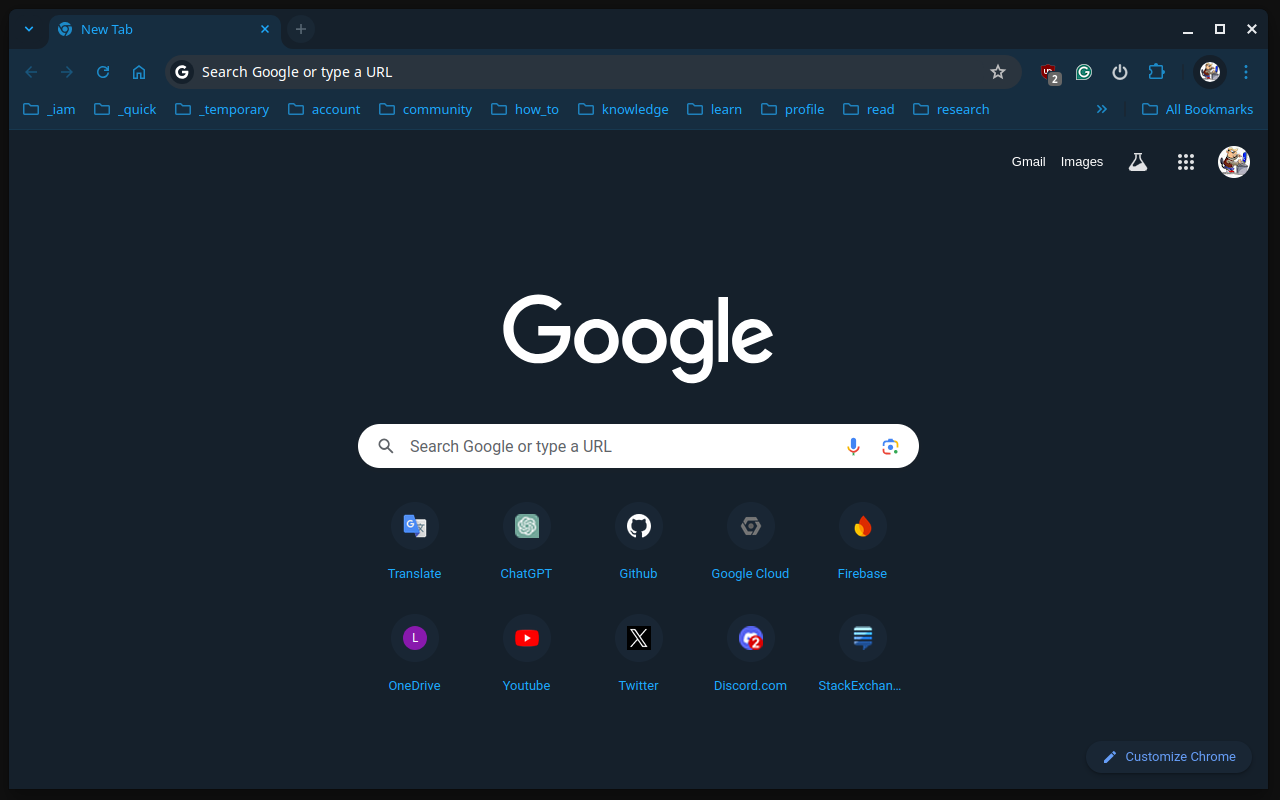 New Tab
Search Google or type a URL
2
_iam _quick _temporary account community how_to knowledge learn profile read research » All Bookmarks
Gmail Images
Google
Search Google or type a URL
Translate ChatGPT Github Google Cloud Firebase
L
2
OneDrive Youtube Twitter Discord.com StackExchan...
Customize Chrome